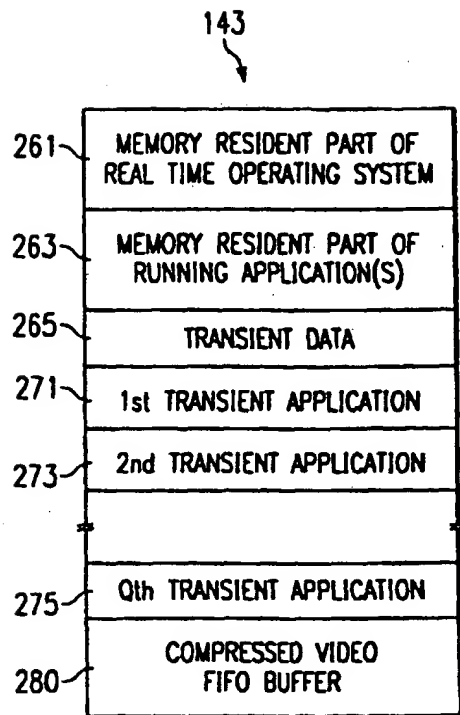 143
261
MEMORY RESIDENT PART OF
REAL TIME OPERATING SYSTEM
263
MEMORY RESIDENT PART OF
RUNNING APPLICATION(S)
265
TRANSIENT DATA
271
1st TRANSIENT APPLICATION
273
2nd TRANSIENT APPLICATION
275
Qth TRANSIENT APPLICATION
280
COMPRESSED VIDEO
FIFO BUFFER